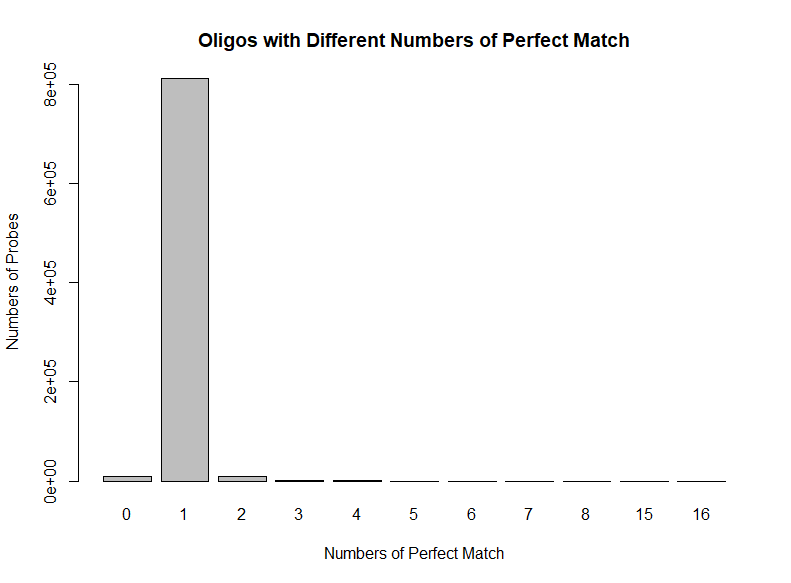 Oligos with Different Numbers of Perfect Match
Numbers of Probes
8e+05
6e+05
4e+05
2e+05
0e+00
0 1 2 3 4 5 6 7 8 15 16
Numbers of Perfect Match